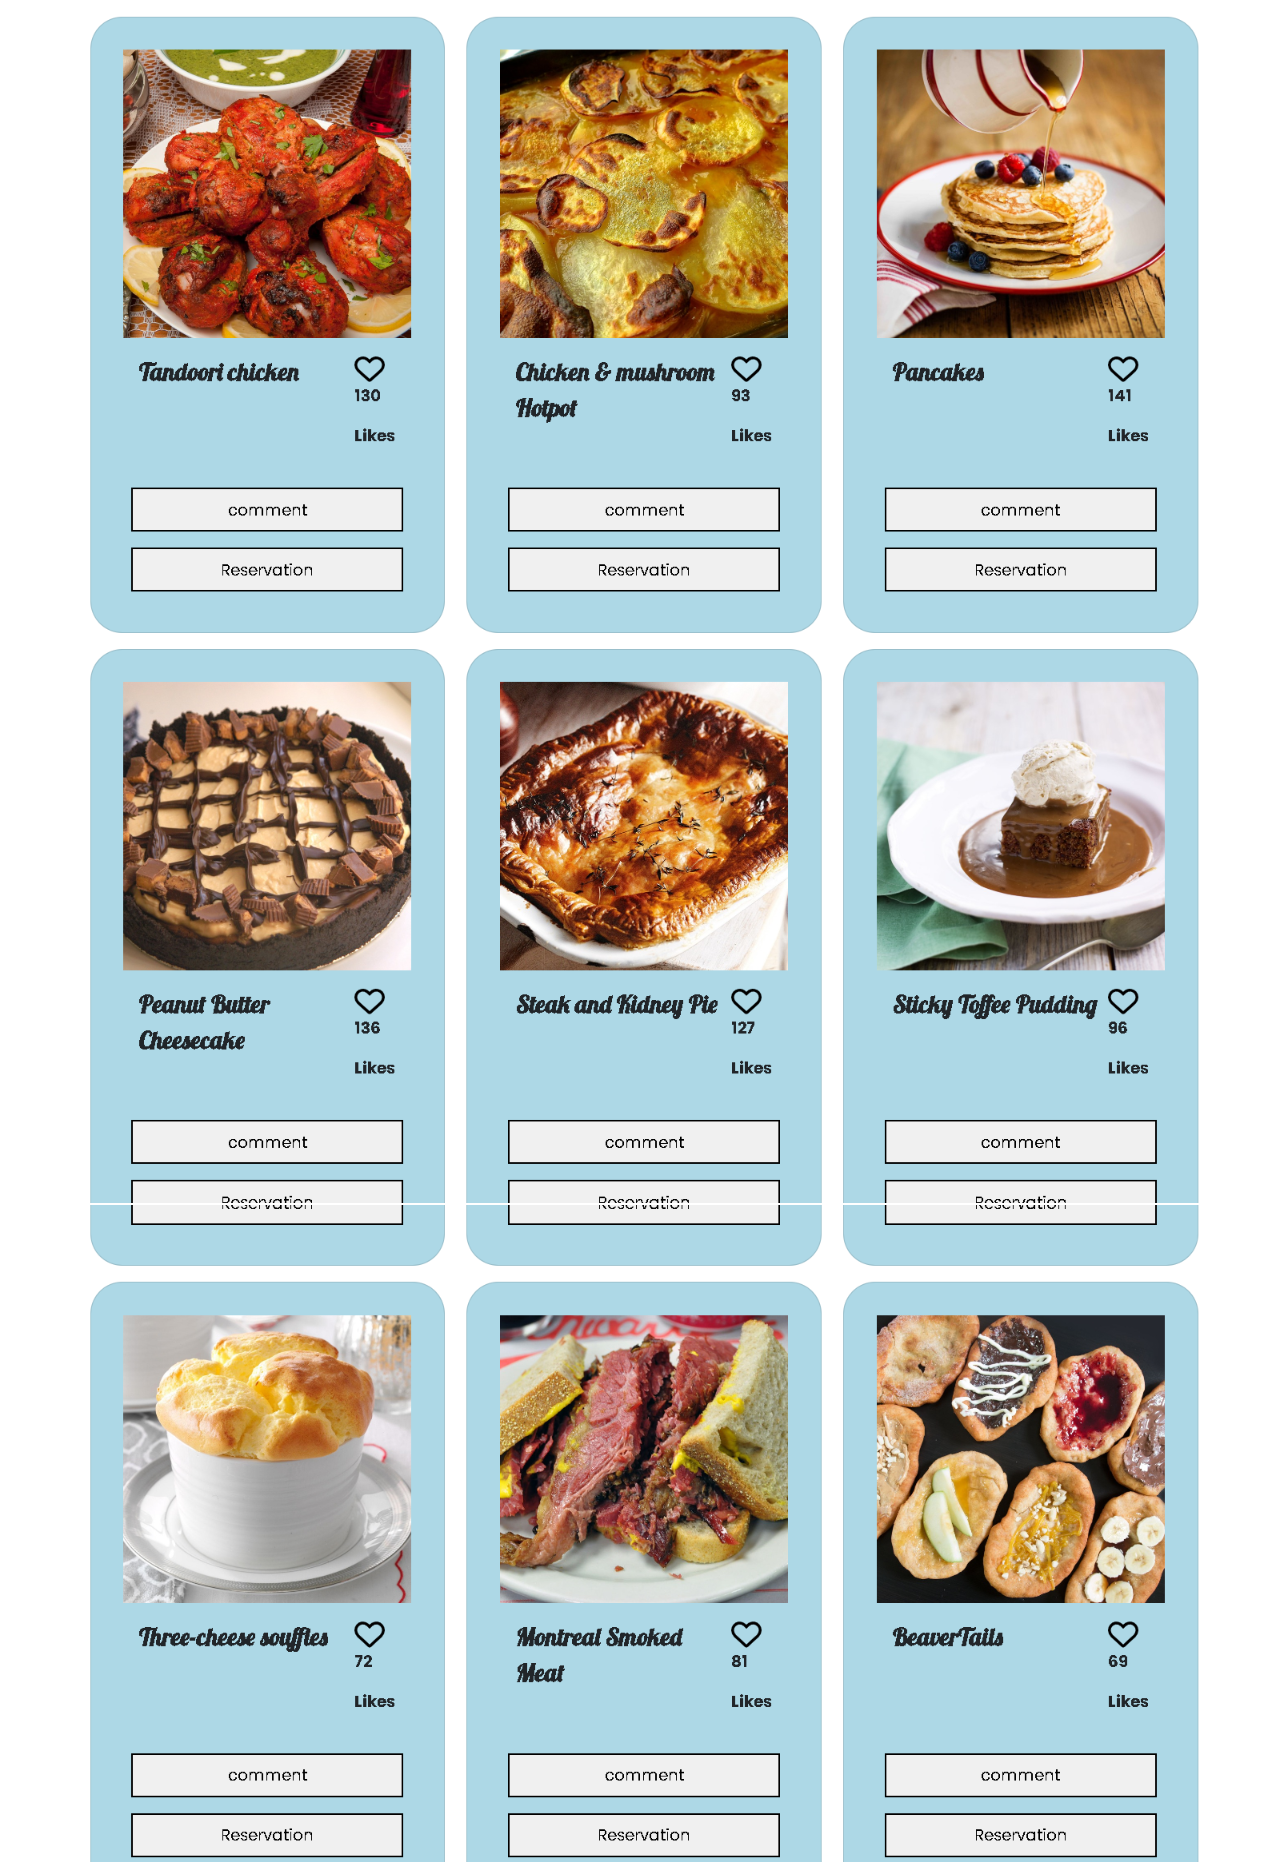 Tandoori chicken
130
Likes
comment
Reservation
Chicken & mushroom
Hotpot
93
Likes
comment
Reservation
Pancakes
141
Likes
comment
Reservation
Peanut Butter
Cheesecake
136
Likes
comment
Reservation
Steak and Kidney Pie
127
Likes
comment
Reservation
Sticky Toffee Pudding
96
Likes
comment
Reservation
Three-cheese souffles
72
Likes
comment
Reservation
Montreal Smoked
Meat
81
Likes
comment
Reservation
BeaverTails
69
Likes
comment
Reservation